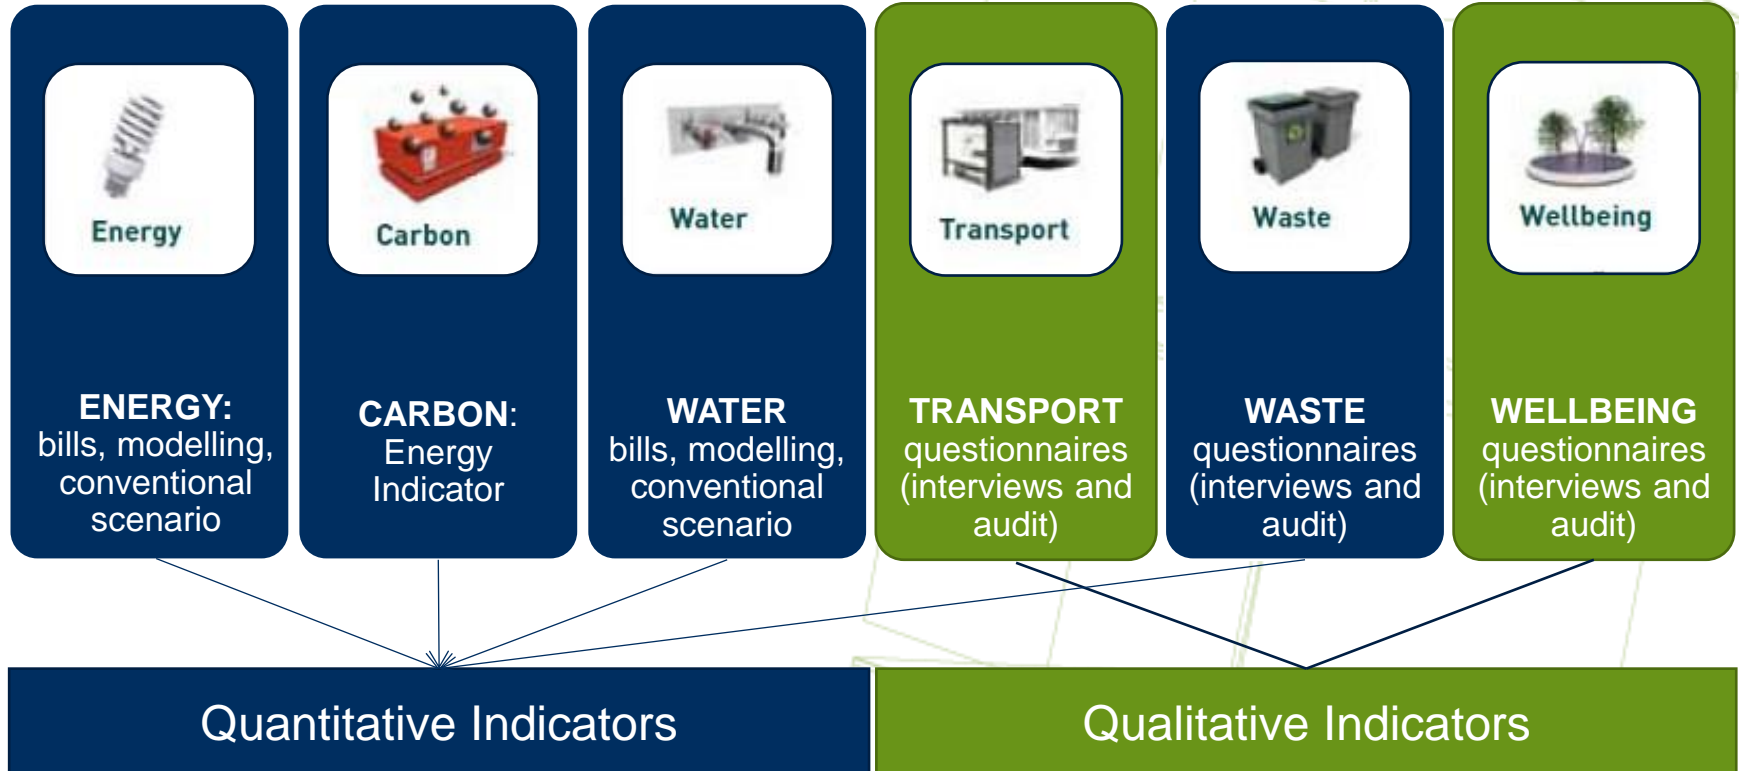 Energy
Carbon
Water
Transport
Waste
Wellbeing
ENERGY:
bills, modelling,
conventional
scenario
CARBON:
Energy
Indicator
WATER
bills, modelling,
conventional
scenario
TRANSPORT
questionnaires
(interviews and
audit)
WASTE
questionnaires
(interviews and
audit)
WELLBEING
questionnaires
(interviews and
audit)
Quantitative Indicators
Qualitative Indicators